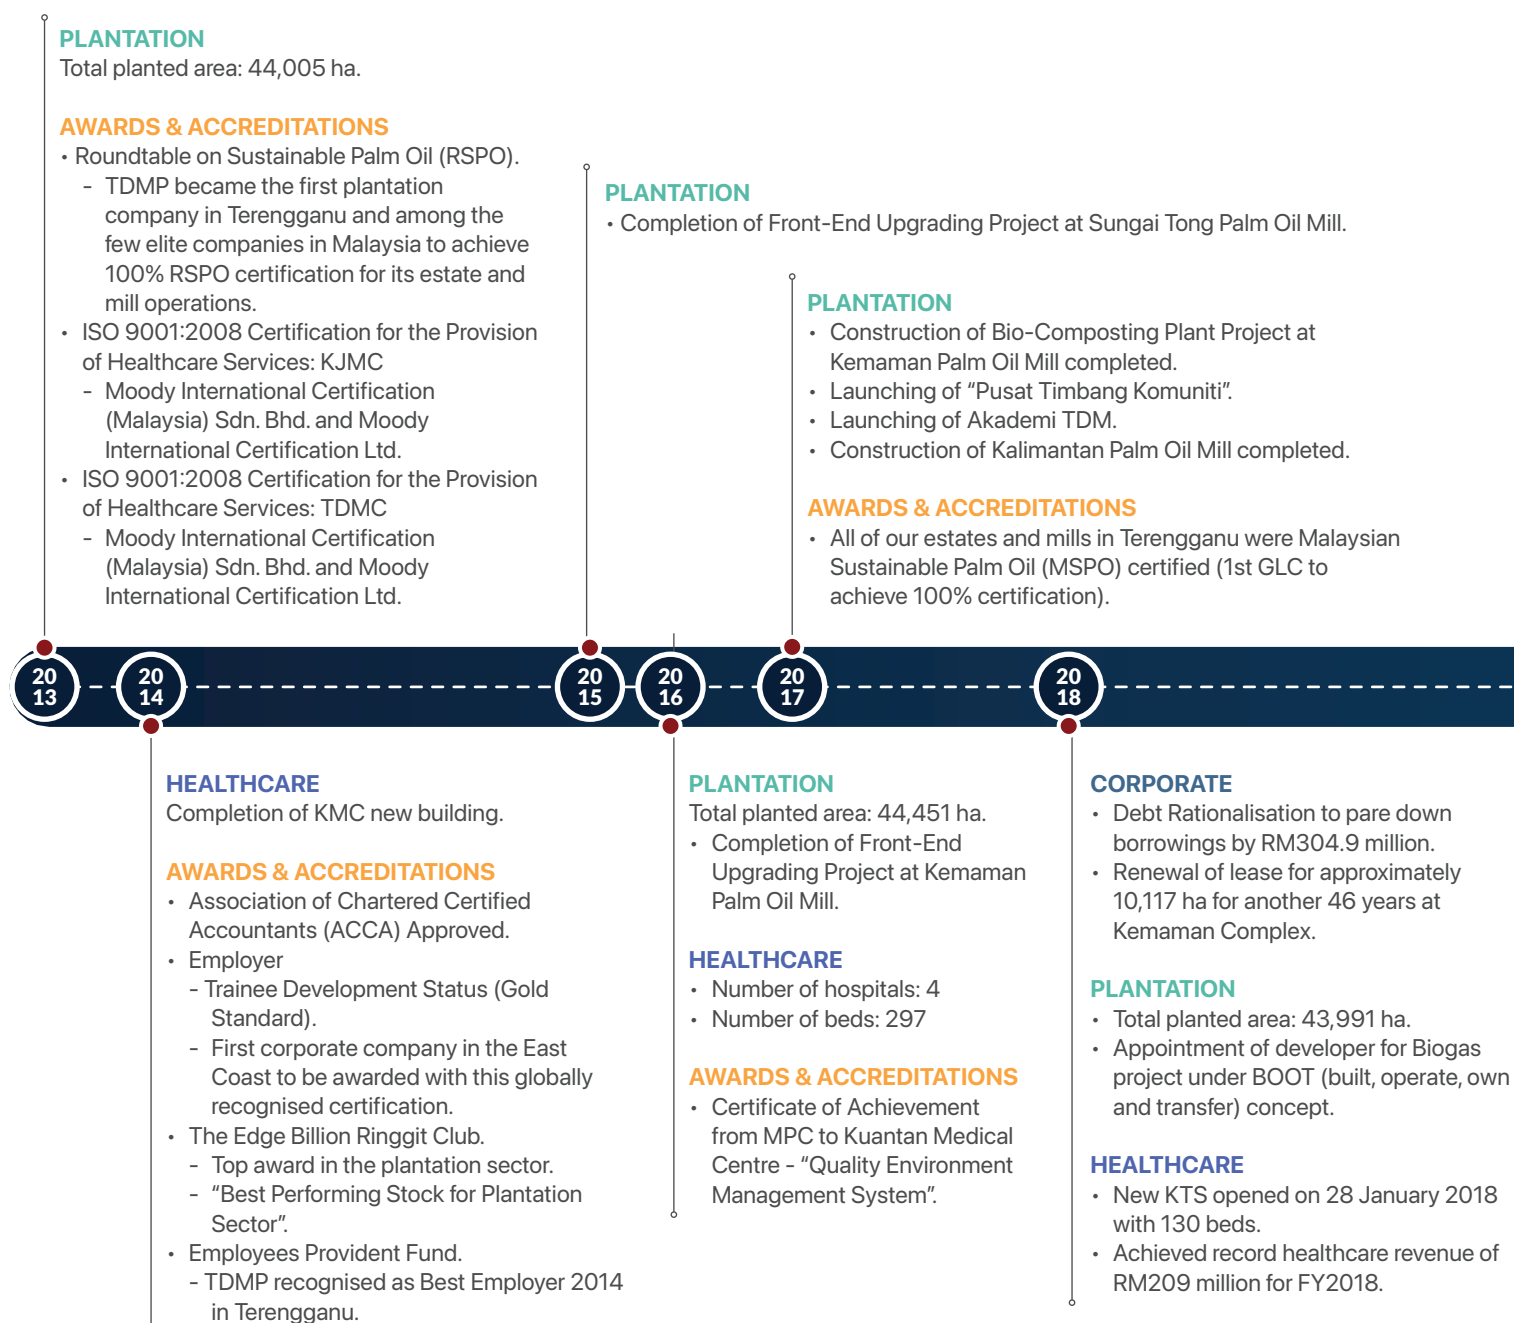 PLANTATION
Total planted area: 44,005 ha.
AWARDS & ACCREDITATIONS
• Roundtable on Sustainable Palm Oil (RSPO).
- TDMP became the first plantation
company in Terengganu and among the
few elite companies in Malaysia to achieve
100% RSPO certification for its estate and
mill operations.
• ISO 9001:2008 Certification for the Provision
of Healthcare Services: KJMC
- Moody International Certification
(Malaysia) Sdn. Bhd. and Moody
International Certification Ltd.
• ISO 9001:2008 Certification for the Provision
of Healthcare Services: TDMC
- Moody International Certification
(Malaysia) Sdn. Bhd. and Moody
International Certification Ltd.
PLANTATION
• Completion of Front-End Upgrading Project at Sungai Tong Palm Oil Mill.
PLANTATION
• Construction of Bio-Composting Plant Project at
Kemaman Palm Oil Mill completed.
• Launching of “Pusat Timbang Komuniti”.
• Launching of Akademi TDM.
• Construction of Kalimantan Palm Oil Mill completed.
AWARDS & ACCREDITATIONS
• All of our estates and mills in Terengganu were Malaysian
Sustainable Palm Oil (MSPO) certified (1st GLC to
achieve 100% certification).
20
13
20
14
20
15
20
16
20
17
20
18
HEALTHCARE
Completion of KMC new building.
AWARDS & ACCREDITATIONS
• Association of Chartered Certified
Accountants (ACCA) Approved.
• Employer
- Trainee Development Status (Gold
Standard).
- First corporate company in the East
Coast to be awarded with this globally
recognised certification.
• The Edge Billion Ringgit Club.
- Top award in the plantation sector.
- “Best Performing Stock for Plantation
Sector”.
• Employees Provident Fund.
- TDMP recognised as Best Employer 2014
in Terengganu.
PLANTATION
Total planted area: 44,451 ha.
• Completion of Front-End
Upgrading Project at Kemaman
Palm Oil Mill.
HEALTHCARE
• Number of hospitals: 4
• Number of beds: 297
AWARDS & ACCREDITATIONS
• Certificate of Achievement
from MPC to Kuantan Medical
Centre - “Quality Environment
Management System”.
CORPORATE
• Debt Rationalisation to pare down
borrowings by RM304.9 million.
• Renewal of lease for approximately
10,117 ha for another 46 years at
Kemaman Complex.
PLANTATION
• Total planted area: 43,991 ha.
• Appointment of developer for Biogas
project under BOOT (built, operate, own
and transfer) concept.
HEALTHCARE
• New KTS opened on 28 January 2018
with 130 beds.
• Achieved record healthcare revenue of
RM209 million for FY2018.